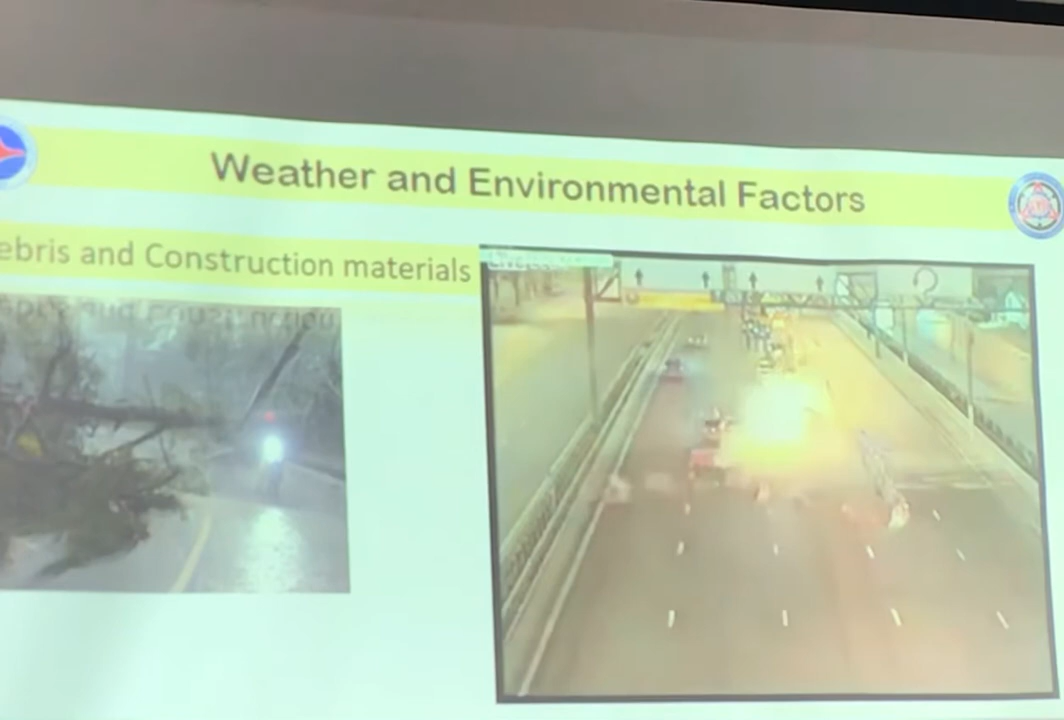 Weather and Environmental Factors
ebris and Construction materials